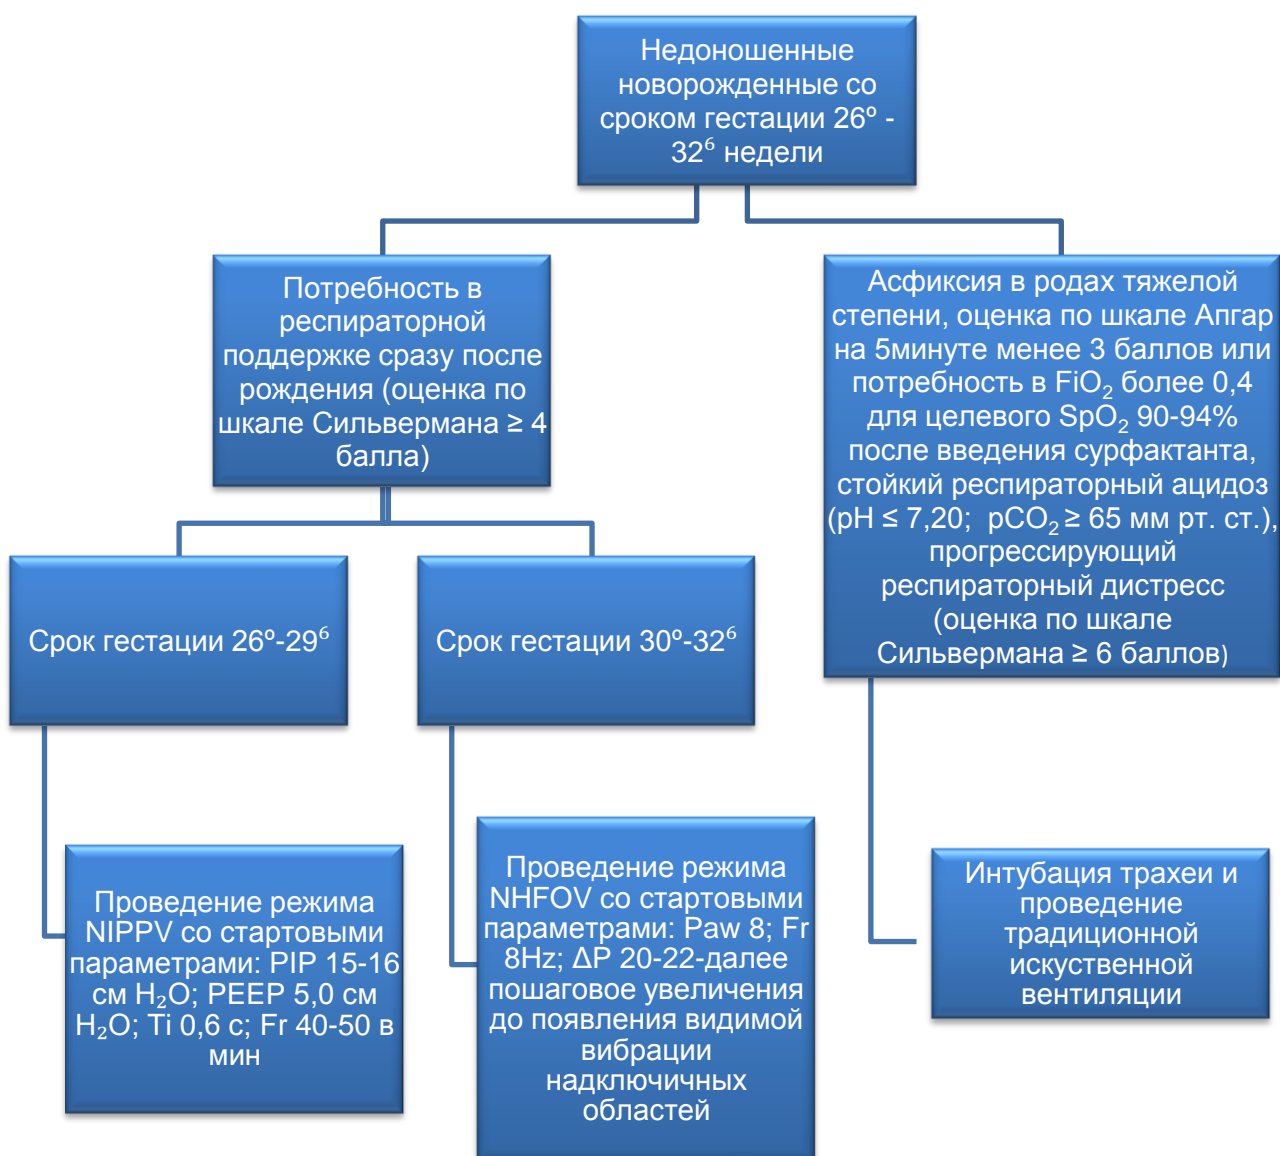 Недоношенные
новорожденные со
сроком гестации 26⁰ -
32⁶ недели
Потребность в
респираторной
поддержке сразу после
рождения (оценка по
шкале Сильвермана ≥ 4
балла)
Асфиксия в родах тяжелой
степени, оценка по шкале Апгар
на 5минуте менее 3 баллов или
потребность в FiO₂ более 0,4
для целевого SpO₂ 90-94%
после введения сурфактанта,
стойкий респираторный ацидоз
(pH ≤ 7,20; pCO₂ ≥ 65 мм рт. ст.),
прогрессирующий
респираторный дистресс
(оценка по шкале
Сильвермана ≥ 6 баллов)
Срок гестации 26⁰-29⁶
Срок гестации 30⁰-32⁶
Проведение режима
NIPPV со стартовыми
параметрами: PIP 15-16
см H₂O; PEEP 5,0 см
H₂O; Ti 0,6 с; Fr 40-50 в
мин
Проведение режима
NHFOV со стартовыми
параметрами: Paw 8; Fr
8Hz; ΔP 20-22-далее
пошаговое увеличения
до появления видимой
вибрации
надключичных
областей
Интубация трахеи и
проведение
традиционной
искуственной
вентиляции